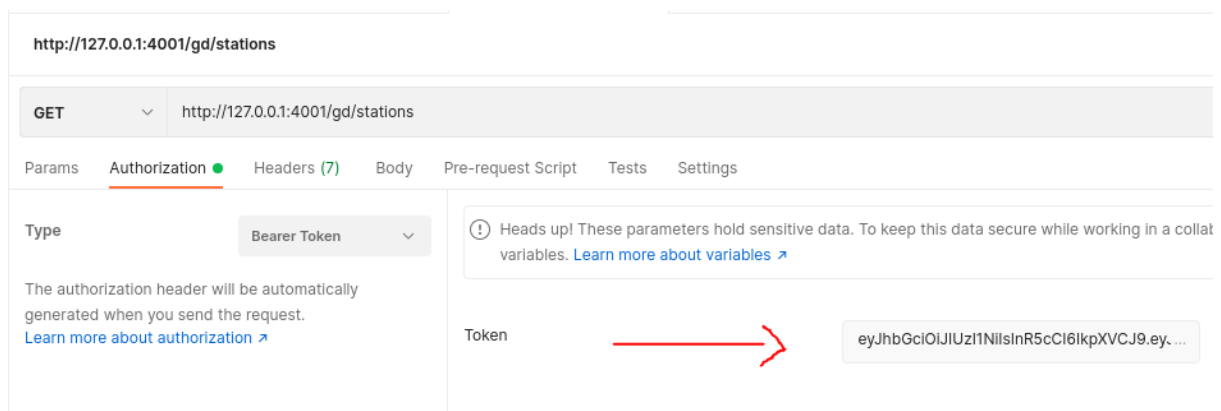 http://127.0.0.1:4001/gd/stations
GET
http://127.0.0.1:4001/gd/stations
Params
Authorization
Headers (7)
Body
Pre-request Script
Tests
Settings
Type
Bearer Token
The authorization header will be automatically
generated when you send the request.
Learn more about authorization ↗
Heads up! These parameters hold sensitive data. To keep this data secure while working in a collab
variables. Learn more about variables ↗
Token
eyJhbGciOiJIUzI1NiIsInR5cCI6IkpXVCJ9.ey. ...